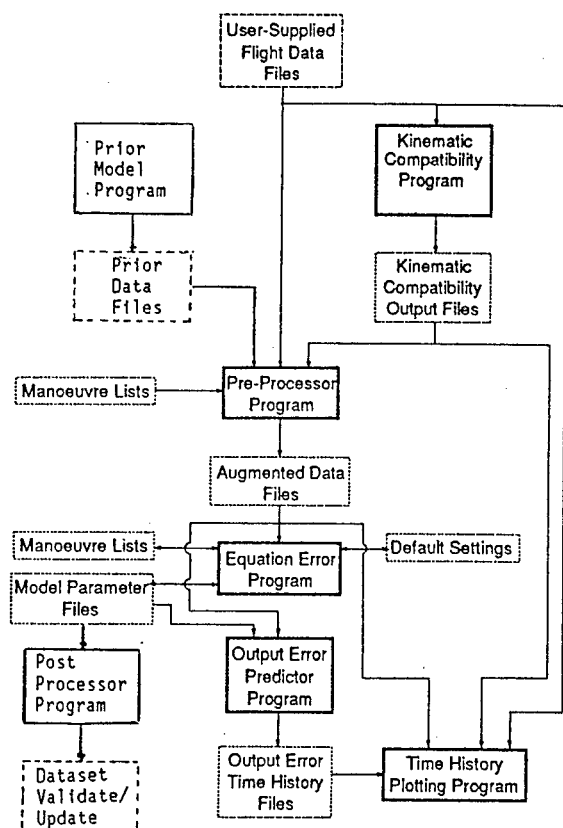 User-Supplied
Flight Data
Files
Prior
Model
Program
Kinematic
Compatibility
Program
Prior
Data
Files
Kinematic
Compatibility
Output Files
Manoeuvre Lists
Pre-Processor
Program
Augmented Data
Files
Manoeuvre Lists
Equation Error
Program
Default Settings
Model Parameter
Files
Post
Processor
Program
Output Error
Predictor
Program
Dataset
Validate/
Update
Output Error
Time History
Files
Time History
Plotting Program